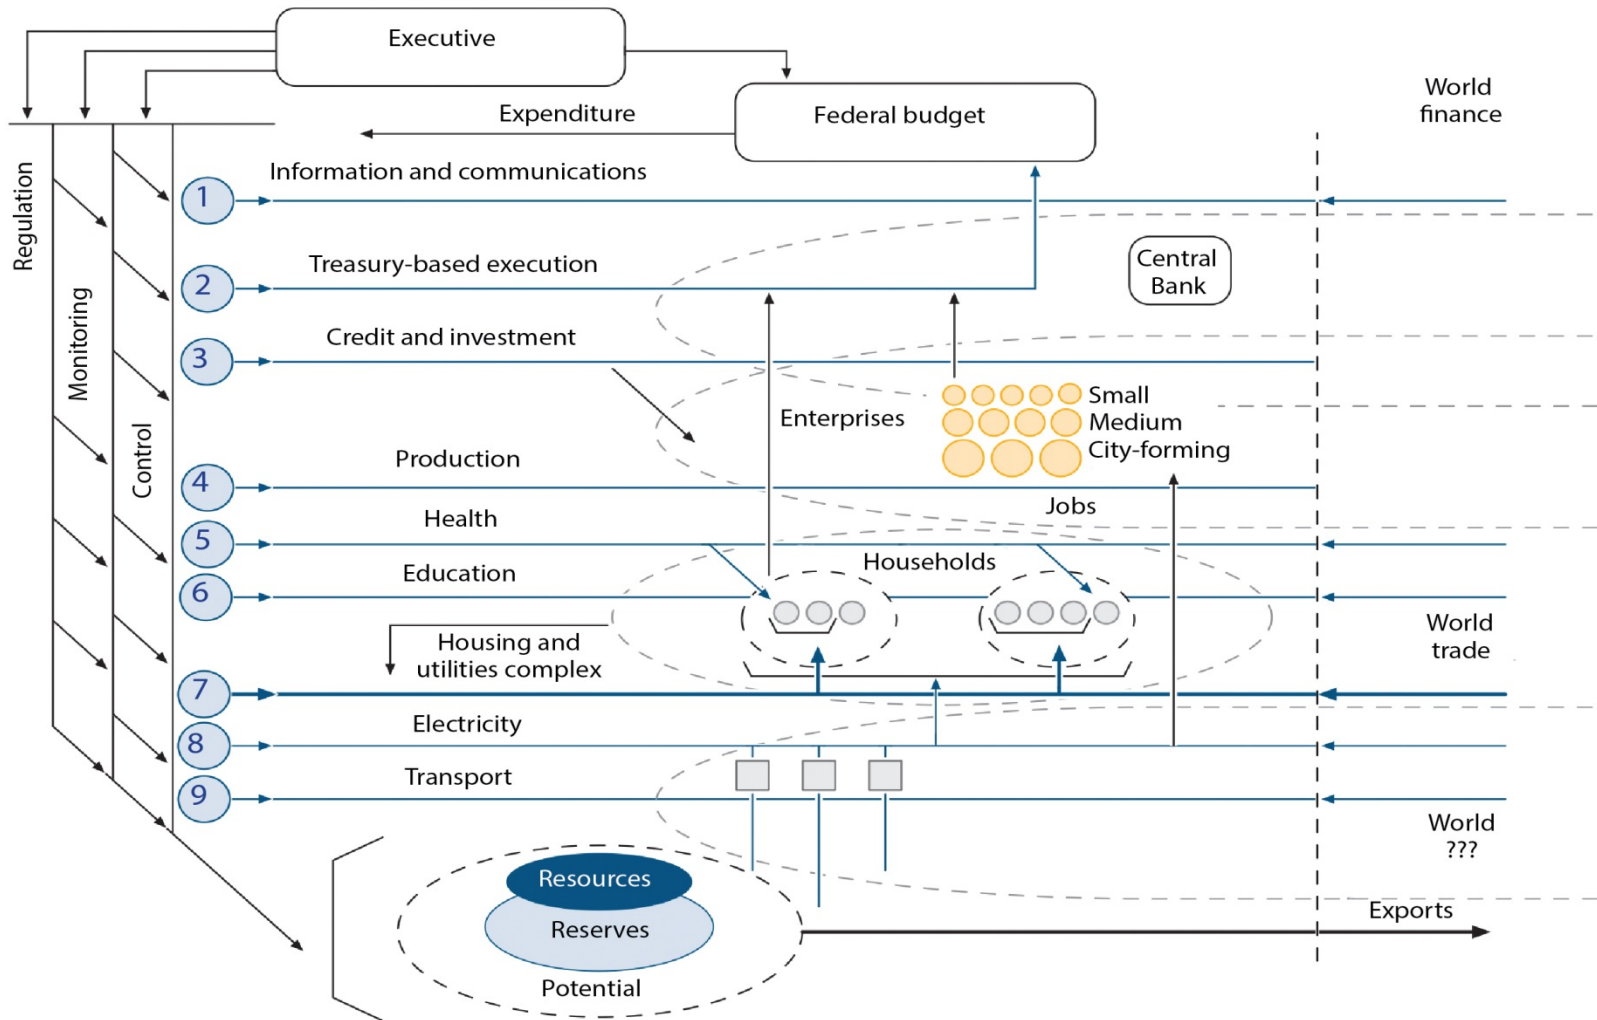 Executive
World
finance
Expenditure
Federal budget
Regulation
Monitoring
Control
1
Information and communications
2
Treasury-based execution
Central
Bank
3
Credit and investment
Enterprises
Small
Medium
City-forming
4
Production
Jobs
5
Health
Households
6
Education
World
trade
Housing and
utilities complex
7
8
Electricity
9
Transport
World
???
Resources
Reserves
Potential
Exports